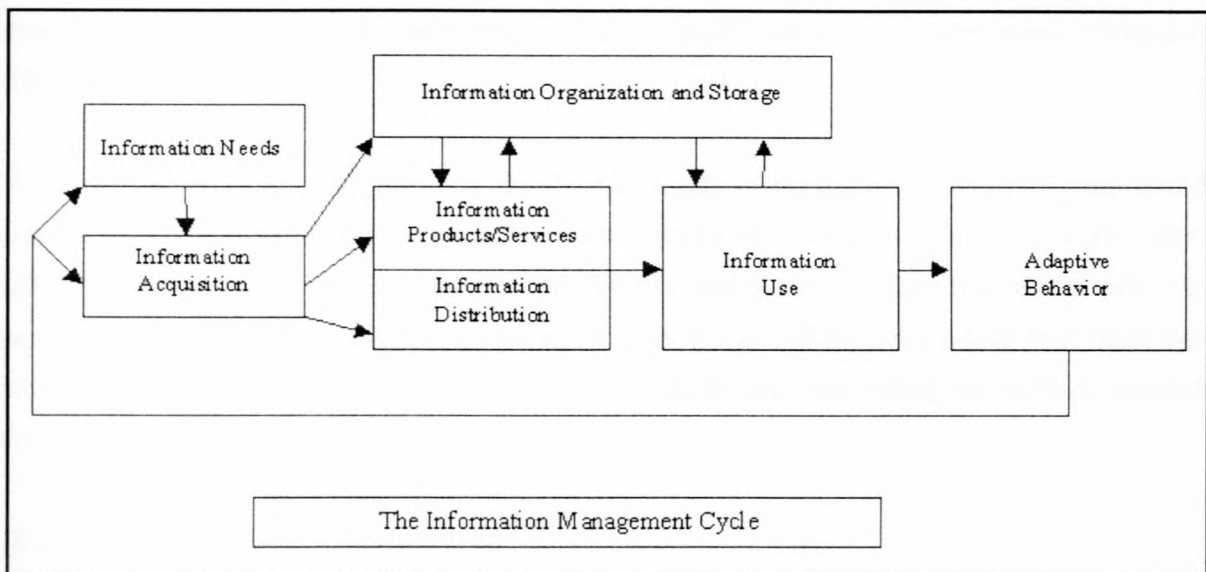 Information Organization and Storage
Information Needs
Information
Acquisition
Information
Products/Services
Information
Distribution
Information
Use
Adaptive
Behavior
The Information Management Cycle